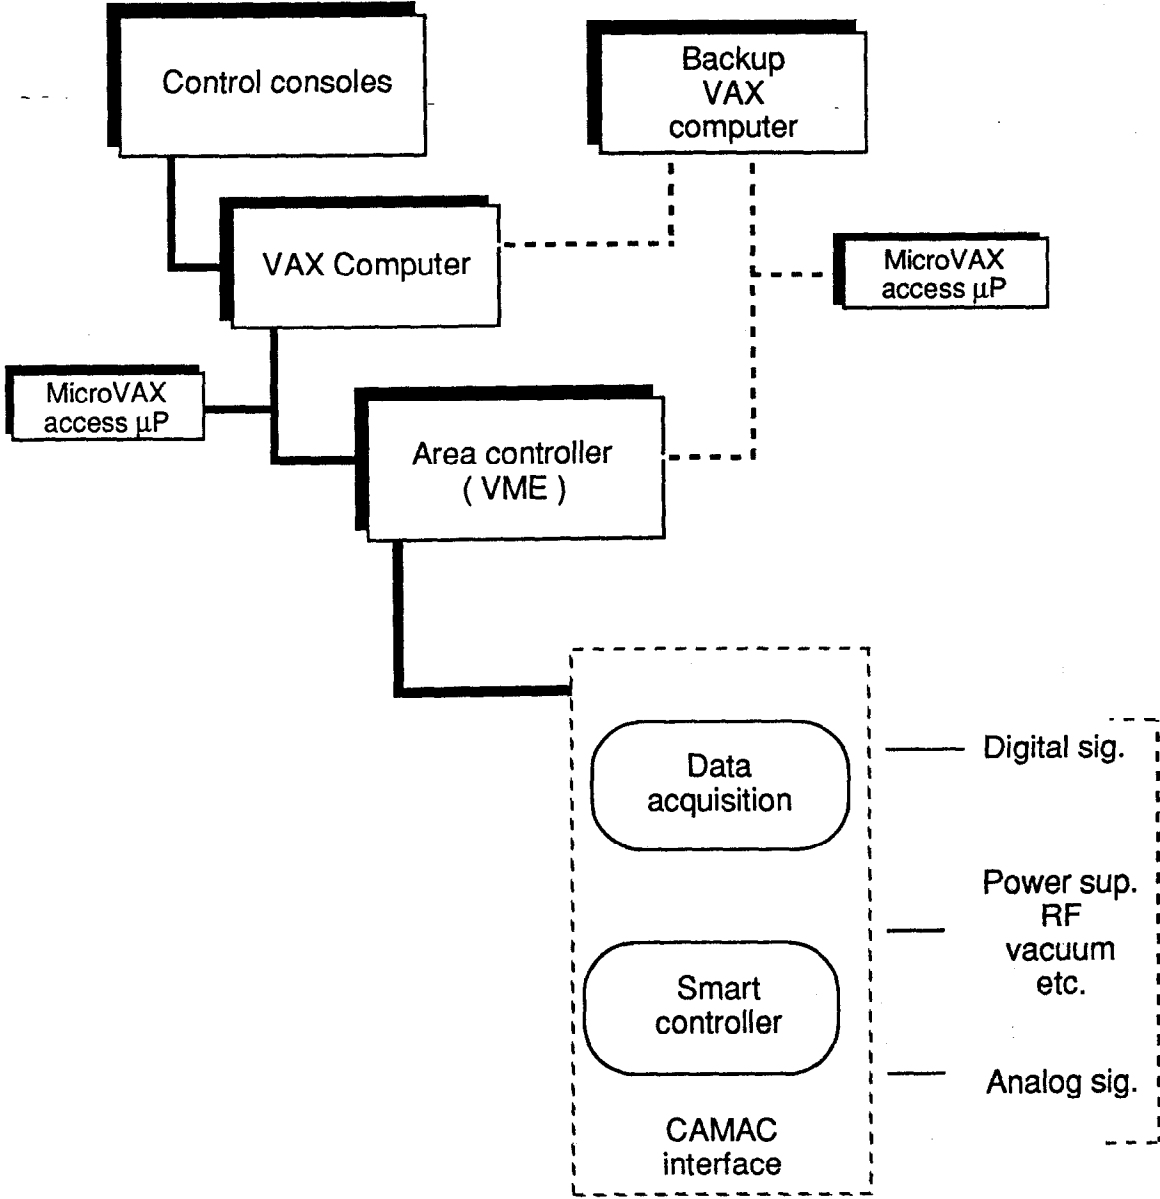 Control consoles
Backup
VAX
computer
VAX Computer
MicroVAX
access μP
MicroVAX
access μP
Area controller
( VME )
Data
acquisition
Digital sig.
Power sup.
RF
vacuum
etc.
Smart
controller
Analog sig.
CAMAC
interface